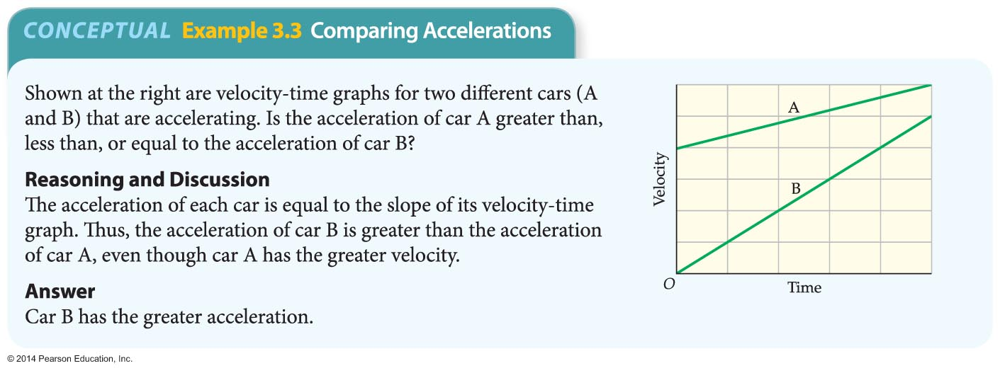 CONCEPTUAL Example 3.3 Comparing Accelerations
Shown at the right are velocity-time graphs for two different cars (A
and B) that are accelerating. Is the acceleration of car A greater than,
less than, or equal to the acceleration of car B?
Reasoning and Discussion
The acceleration of each car is equal to the slope of its velocity-time
graph. Thus, the acceleration of car B is greater than the acceleration
of car A, even though car A has the greater velocity.
Answer
Car B has the greater acceleration.
A
B
Velocity
O
Time
© 2014 Pearson Education, Inc.